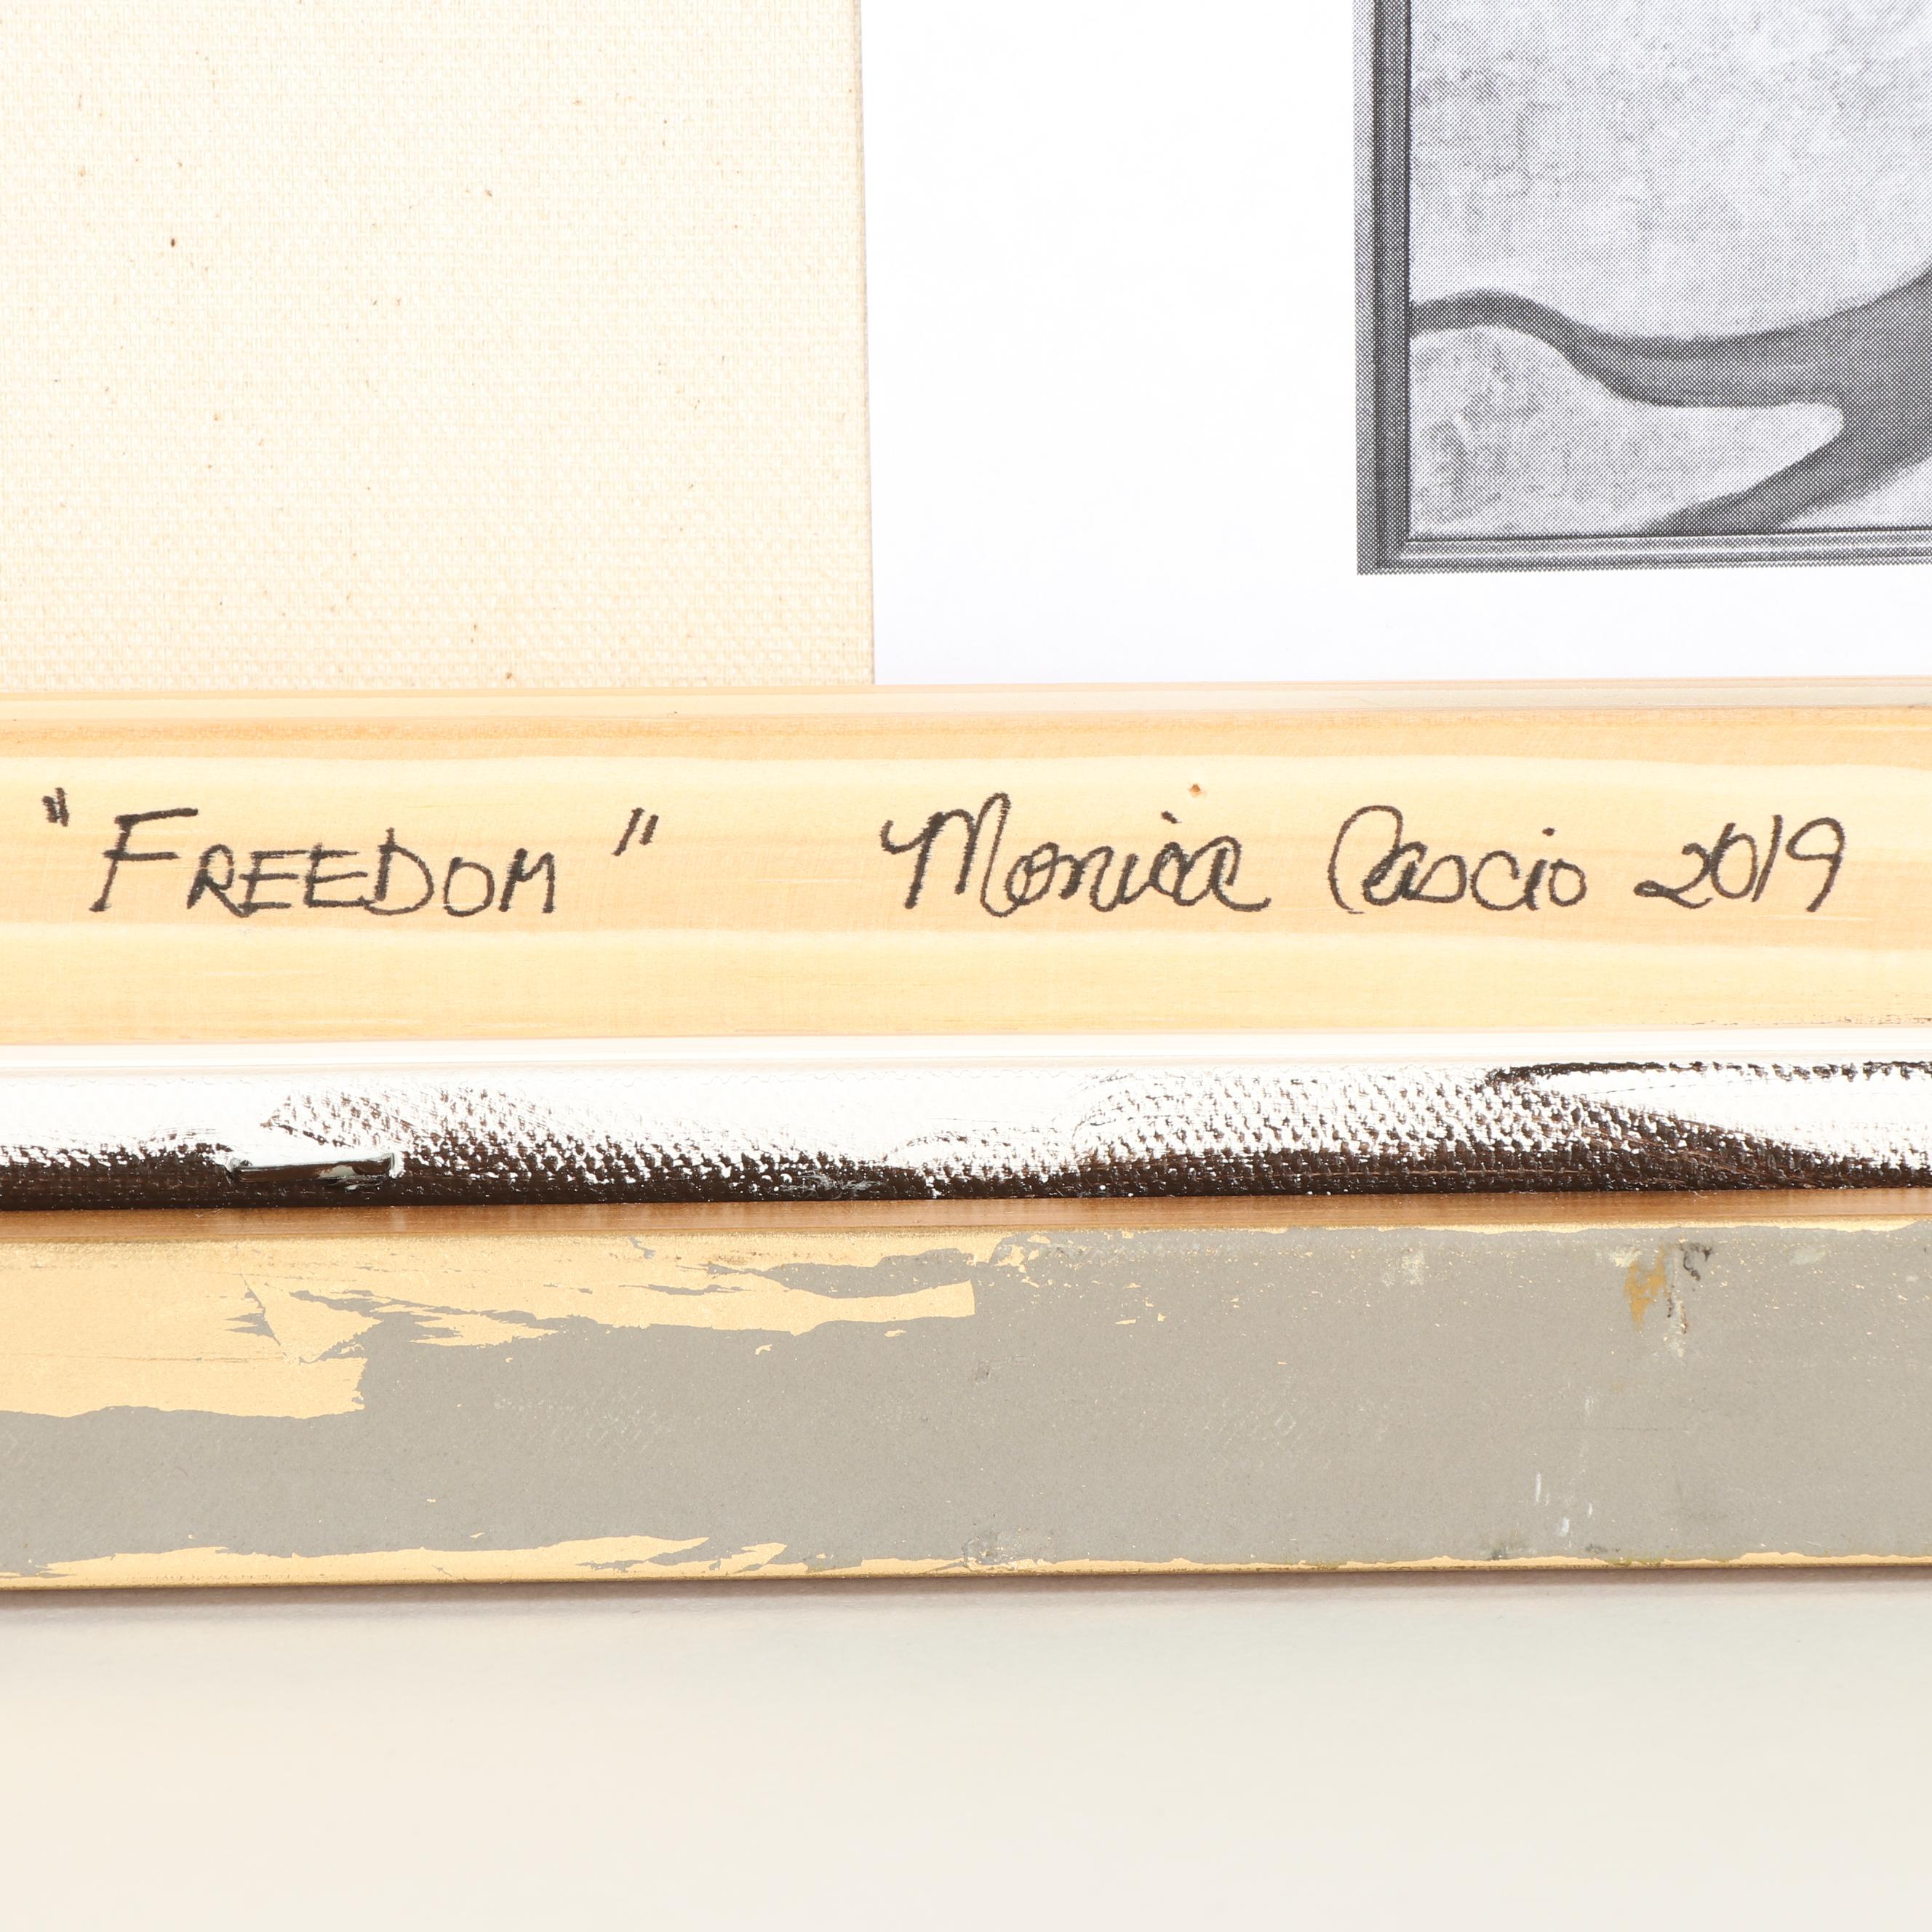 "FREEDOM" Monica Cascio 2019